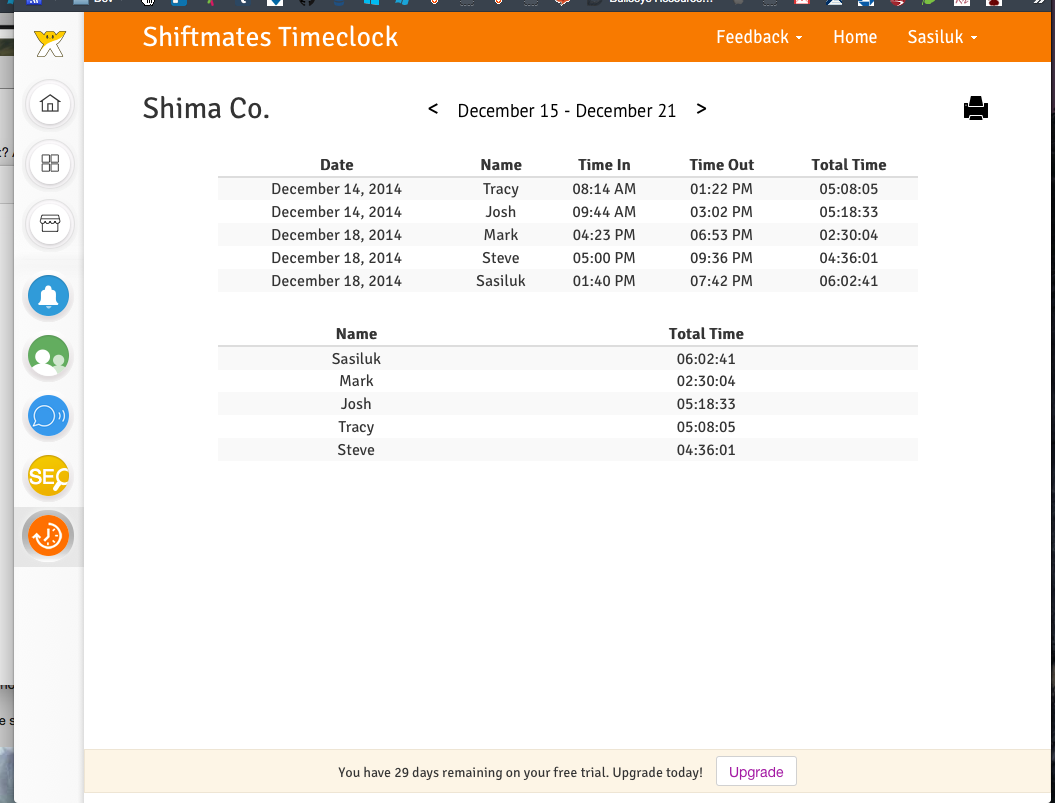 Shiftmates Timeclock Feedback Home Sasiluk
Shima Co. < December 15 - December 21 >
Date Name Time In Time Out Total Time
December 14, 2014 Tracy 08:14 AM 01:22 PM 05:08:05
December 14, 2014 Josh 09:44 AM 03:02 PM 05:18:33
December 18, 2014 Mark 04:23 PM 06:53 PM 02:30:04
December 18, 2014 Steve 05:00 PM 09:36 PM 04:36:01
December 18, 2014 Sasiluk 01:40 PM 07:42 PM 06:02:41
Name Total Time
Sasiluk 06:02:41
Mark 02:30:04
Josh 05:18:33
Tracy 05:08:05
Steve 04:36:01
SEO
You have 29 days remaining on your free trial. Upgrade today! Upgrade